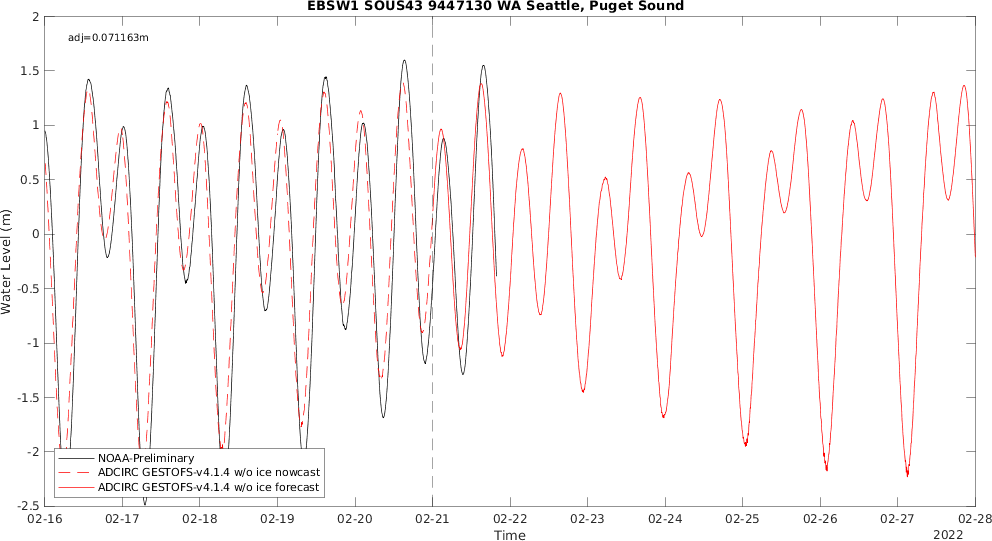 EBSW1 SOUS43 9447130 WA Seattle, Puget Sound
adj=0.071163m
Water Level (m)
2
1.5
1
0.5
0
-0.5
-1
-1.5
-2
-2.5
NOAA-Preliminary
ADCIRC GESTOFS-v4.1.4 w/o ice nowcast
ADCIRC GESTOFS-v4.1.4 w/o ice forecast
02-16 02-17 02-18 02-19 02-20 02-21 02-22 02-23 02-24 02-25 02-26 02-27 02-28
Time
2022